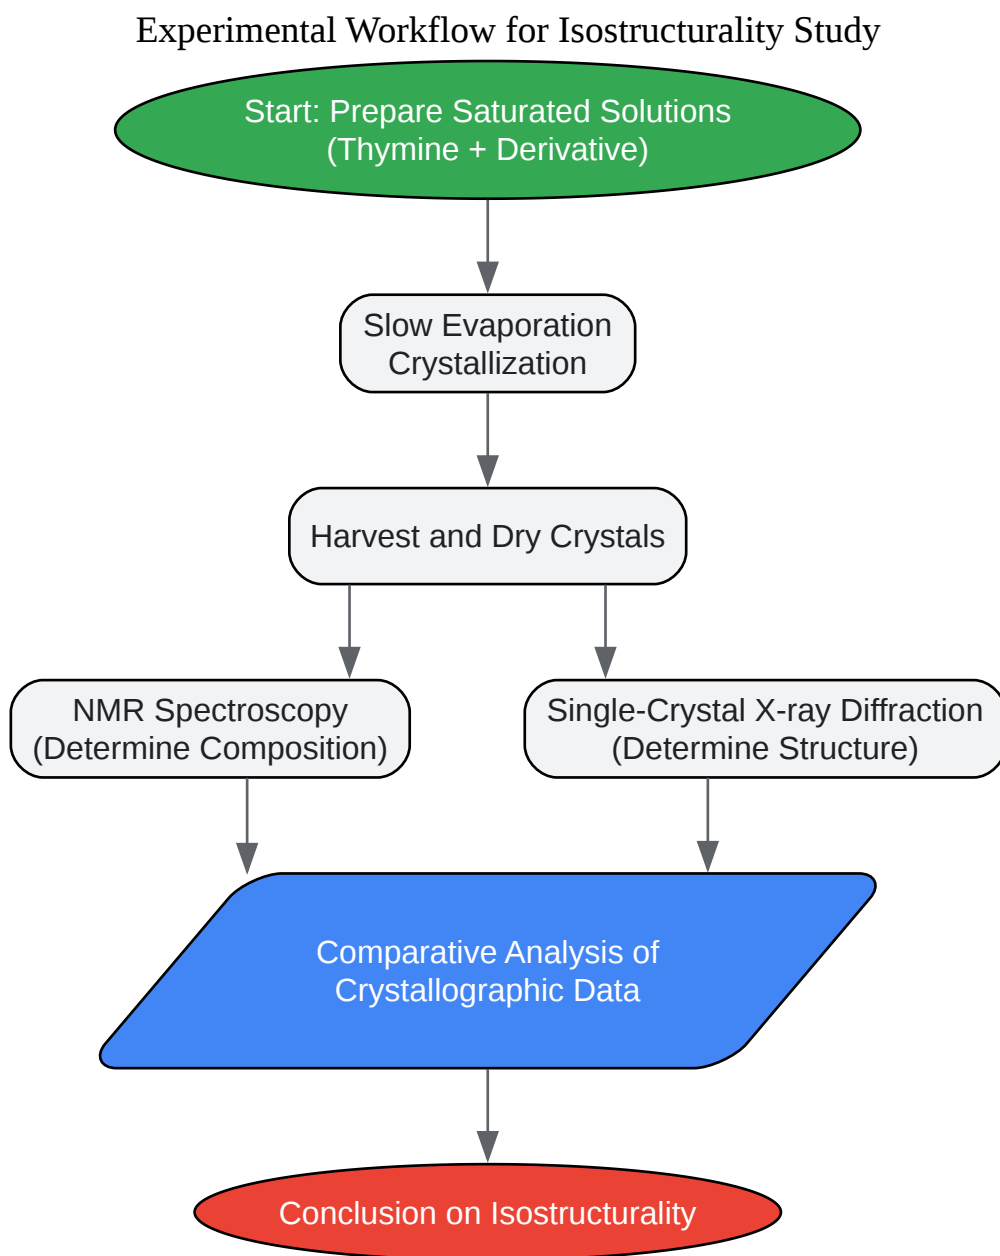 Experimental Workflow for Isostructurality Study
Start: Prepare Saturated Solutions
(Thymine + Derivative)
Slow Evaporation
Crystallization
Harvest and Dry Crystals
NMR Spectroscopy
(Determine Composition)
Single-Crystal X-ray Diffraction
(Determine Structure)
Comparative Analysis of
Crystallographic Data
Conclusion on Isostructurality